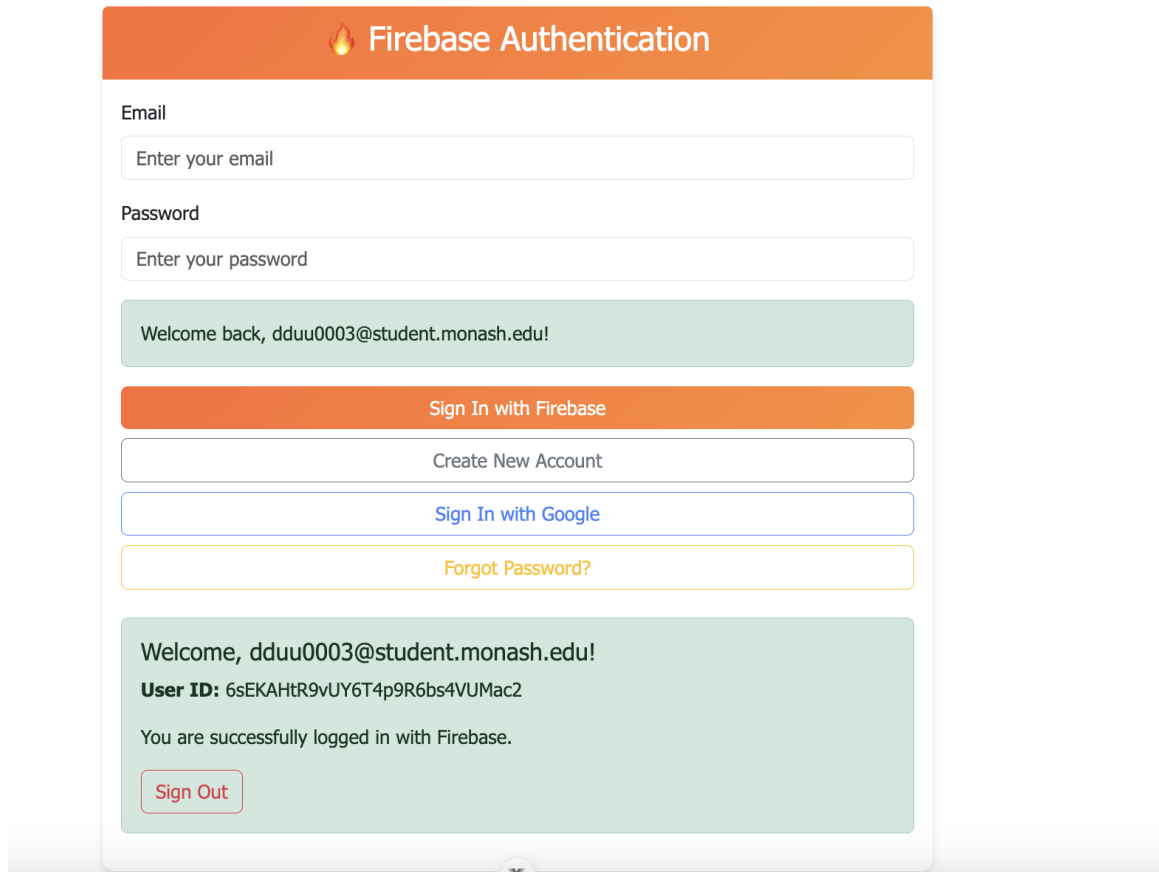 🔥 Firebase Authentication
Email
Enter your email
Password
Enter your password
Welcome back, dduu0003@student.monash.edu!
Sign In with Firebase
Create New Account
Sign In with Google
Forgot Password?
Welcome, dduu0003@student.monash.edu!
User ID: 6sEKAHtR9vUY6T4p9R6bs4VUMac2
You are successfully logged in with Firebase.
Sign Out